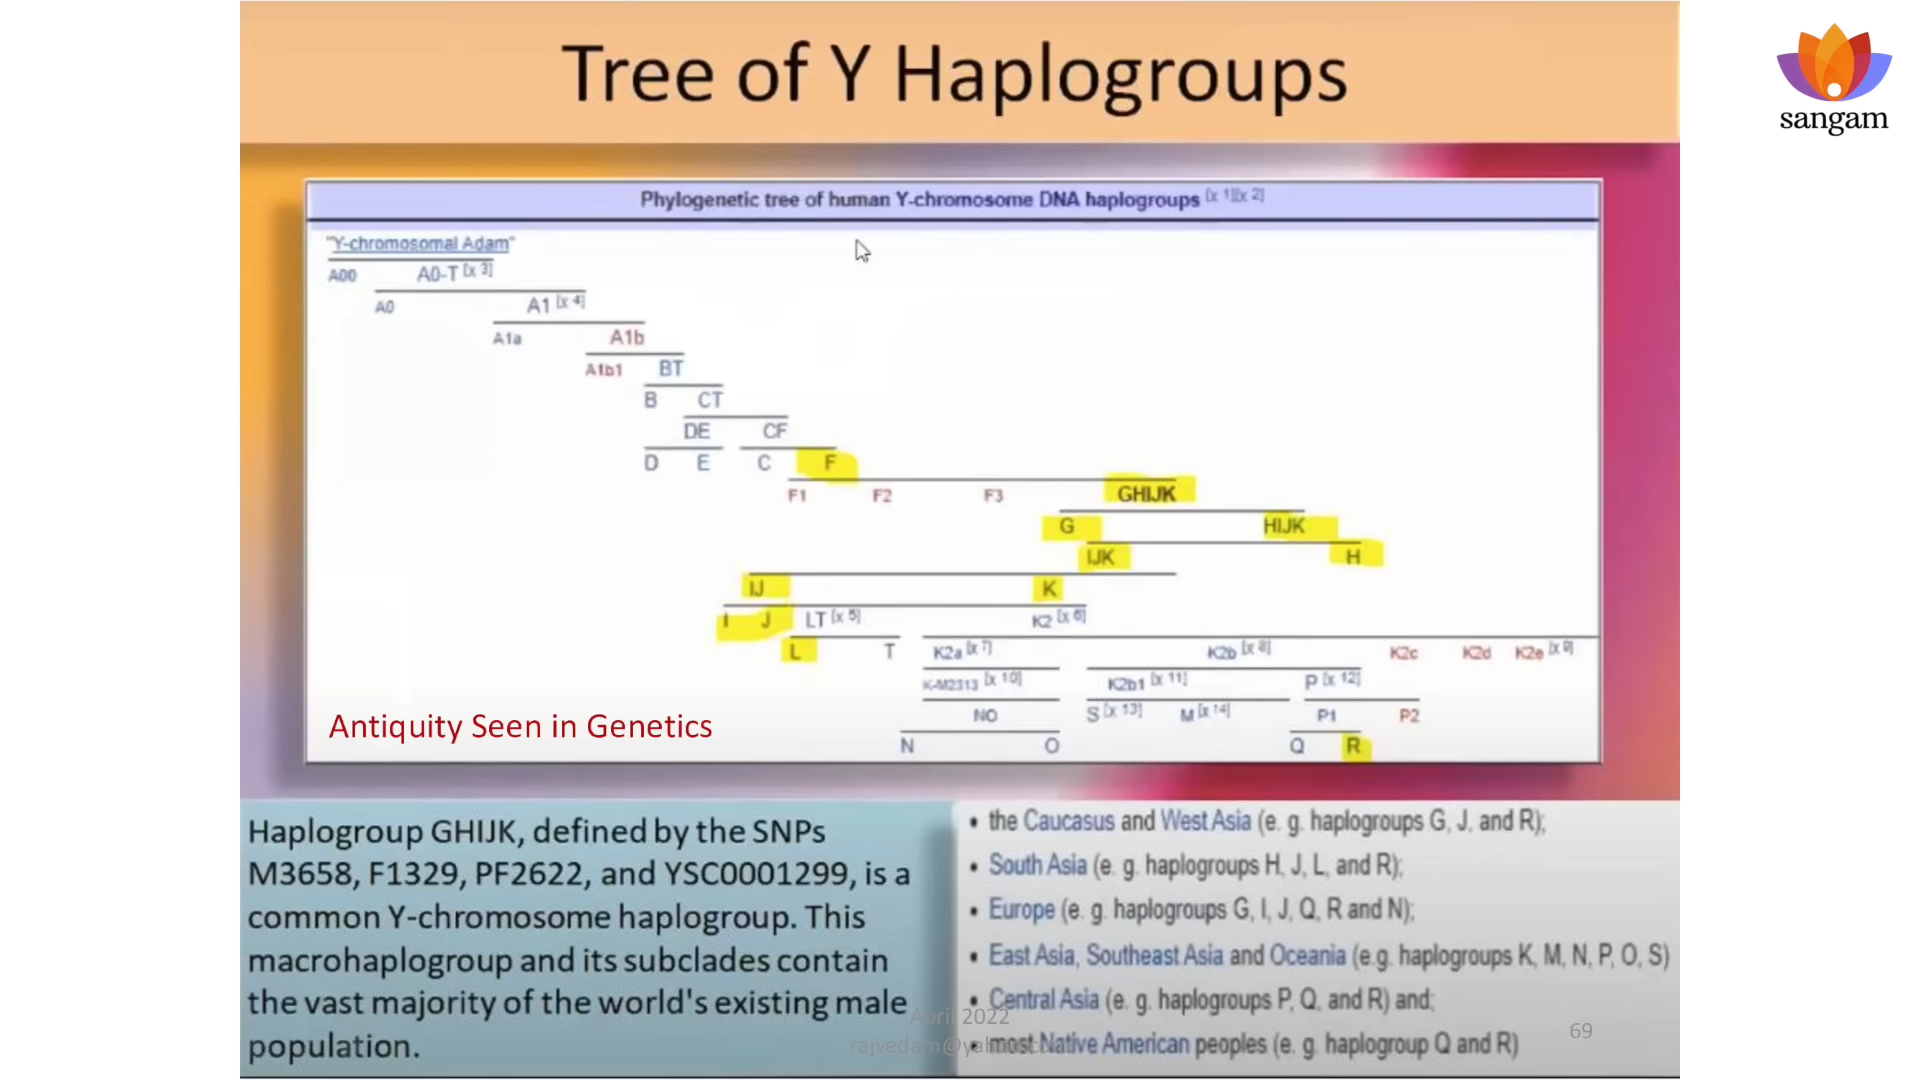 Tree of Y Haplogroups
sangam
Phylogenetic tree of human Y-chromosome DNA haplogroups [x 1][x 2]
"Y-chromosomal Adam"
A00 A0-T [x 3]
A0 A1 [x 4]
A1a A1b
A1b1 BT
B CT
DE CF
D E C F
F1 F2 F3 GHIJK
G HIJK
IJK H
IJ K
I J LT [x 5] K2 [x 6]
L T K2a [x 7] K2b [x 8] K2c K2d K2e [x 9]
K-M2313 [x 10] K2b1 [x 11] P [x 12]
NO S [x 13] M [x 14] P1 P2
N O Q R
Antiquity Seen in Genetics
Haplogroup GHIJK, defined by the SNPs
M3658, F1329, PF2622, and YSC0001299, is a
common Y-chromosome haplogroup. This
macrohaplogroup and its subclades contain
the vast majority of the world's existing male
population.
• the Caucasus and West Asia (e. g. haplogroups G, J, and R);
• South Asia (e. g. haplogroups H, J, L, and R);
• Europe (e. g. haplogroups G, I, J, Q, R and N);
• East Asia, Southeast Asia and Oceania (e.g. haplogroups K, M, N, P, O, S)
• Central Asia (e. g. haplogroups P, Q, and R) and;
• most Native American peoples (e. g. haplogroup Q and R)
April 2022
69